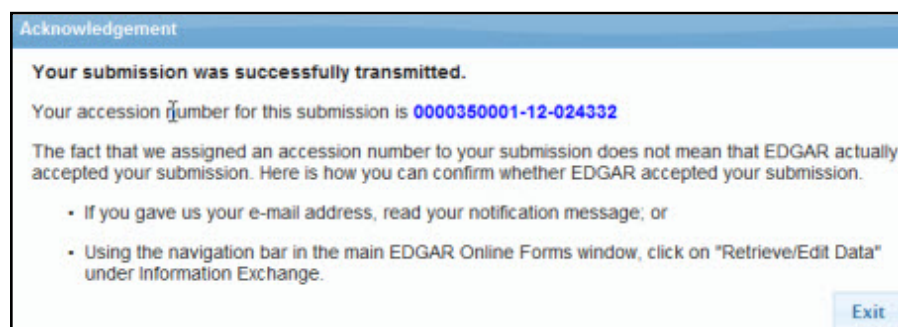 Acknowledgement
Your submission was successfully transmitted.
Your accession number for this submission is 0000350001-12-024332
The fact that we assigned an accession number to your submission does not mean that EDGAR actually
accepted your submission. Here is how you can confirm whether EDGAR accepted your submission.
• If you gave us your e-mail address, read your notification message; or
• Using the navigation bar in the main EDGAR Online Forms window, click on "Retrieve/Edit Data"
under Information Exchange.
Exit